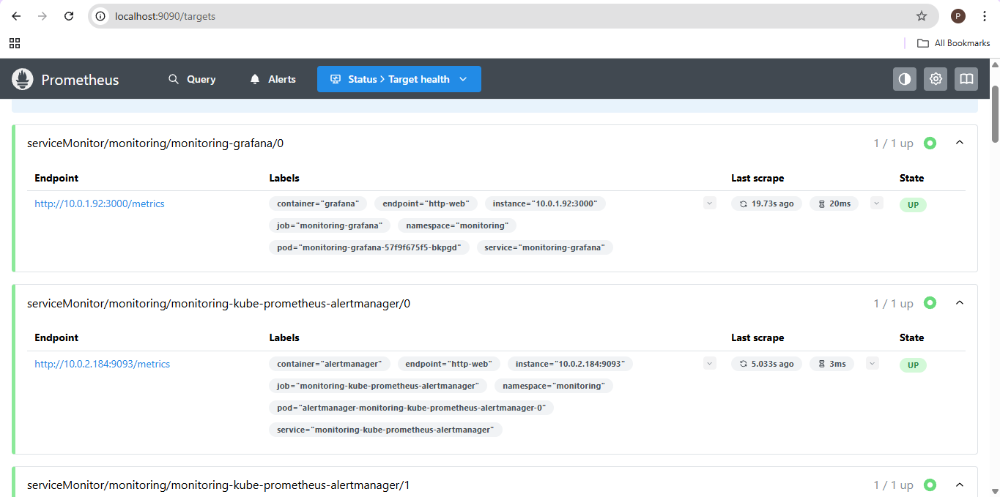 localhost:9090/targets
P
All Bookmarks
Prometheus Query Alerts Status > Target health
serviceMonitor/monitoring/monitoring-grafana/0 1 / 1 up
Endpoint Labels Last scrape State
http://10.0.1.92:3000/metrics container="grafana" endpoint="http-web" instance="10.0.1.92:3000" 19.73s ago 20ms UP
job="monitoring-grafana" namespace="monitoring"
pod="monitoring-grafana-57f9f675f5-bkpgd" service="monitoring-grafana"
serviceMonitor/monitoring/monitoring-kube-prometheus-alertmanager/0 1 / 1 up
Endpoint Labels Last scrape State
http://10.0.2.184:9093/metrics container="alertmanager" endpoint="http-web" instance="10.0.2.184:9093" 5.033s ago 3ms UP
job="monitoring-kube-prometheus-alertmanager" namespace="monitoring"
pod="alertmanager-monitoring-kube-prometheus-alertmanager-0"
service="monitoring-kube-prometheus-alertmanager"
serviceMonitor/monitoring/monitoring-kube-prometheus-alertmanager/1 1 / 1 up